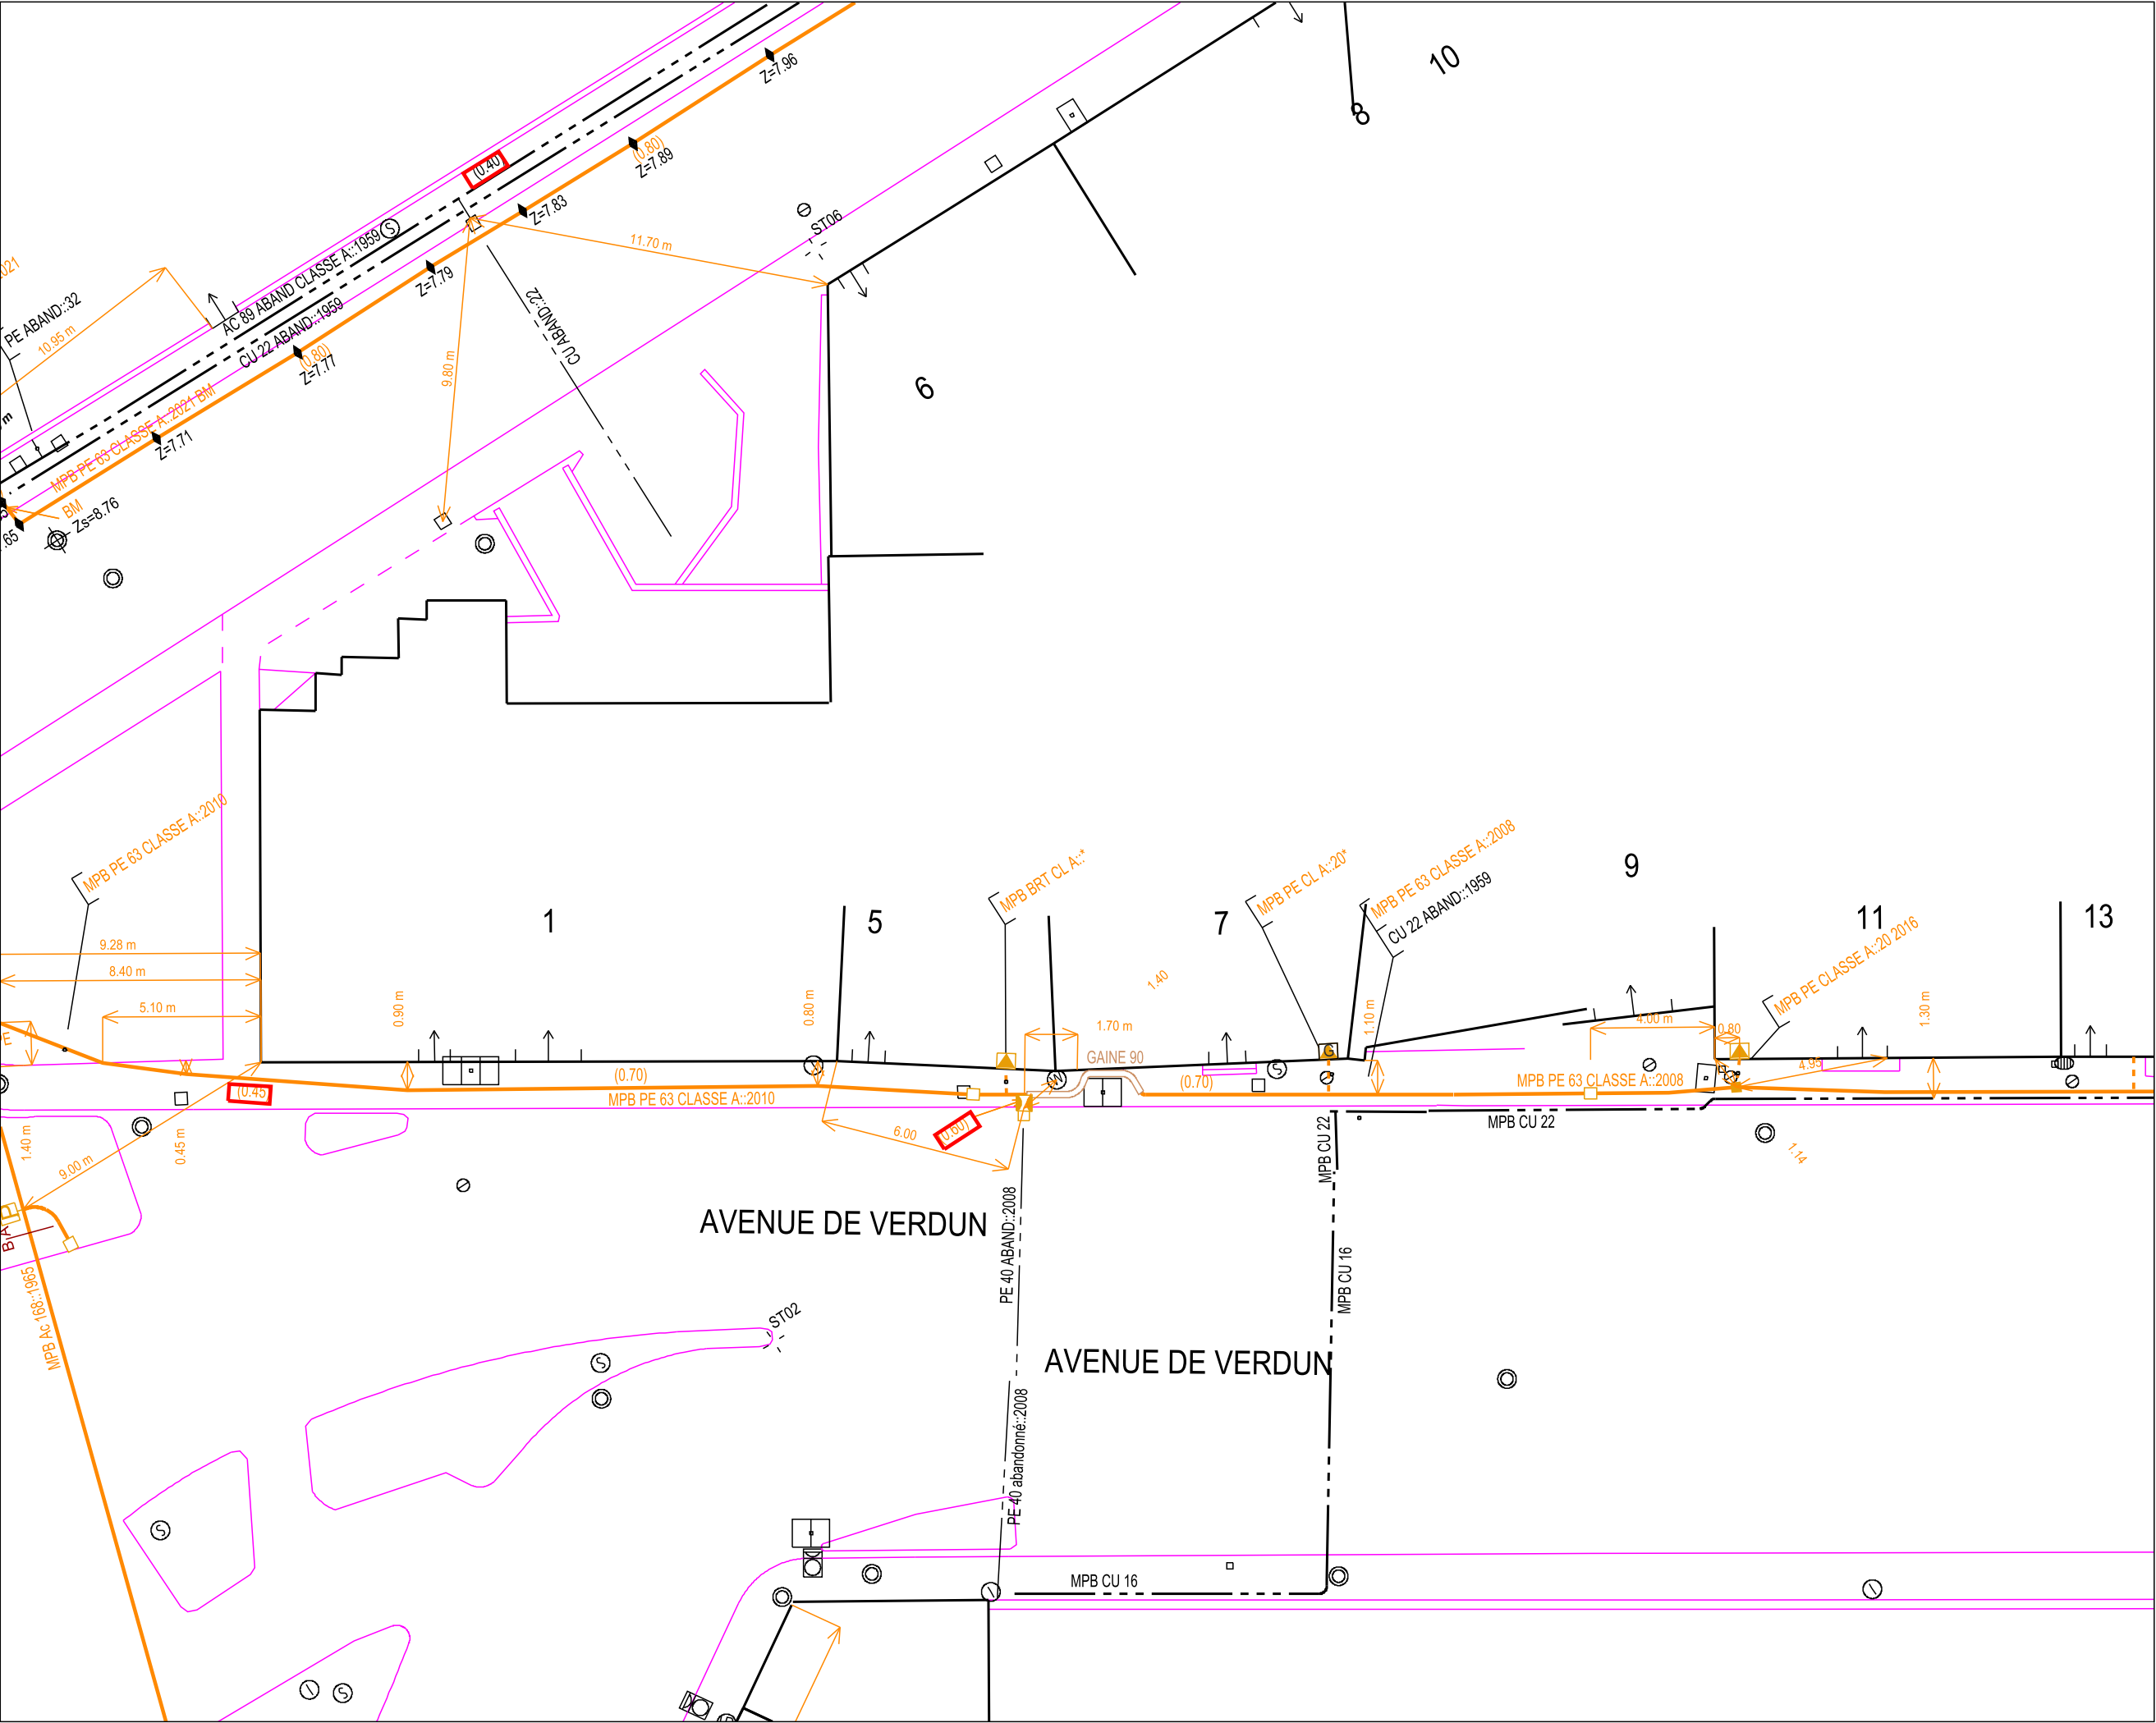 10
8
Z=7.96
(0.80)
Z=7.89
(0.40)
Z=7.83
ST06
11.70 m
S
AC 89 ABAND CLASSE A::1959
Z=7.79
CU ABAND::22
CU 22 ABAND::1959
PE ABAND::32
10.95 m
9.80 m
(0.80)
Z=7.77
6
MPB PE 63 CLASSE A::2021 BM
Z=7.71
BM
Zs=8.76
.65
MPB PE 63 CLASSE A::2010
MPB BRT CL A::*
MPB PE CL A::20*
MPB PE 63 CLASSE A::2008
CU 22 ABAND::1959
9
1
5
7
11
13
MPB PE CLASSE A::20 2016
9.28 m
8.40 m
5.10 m
0.90 m
0.80 m
1.40
1.70 m
1.10 m
4.00 m
0.80
1.30 m
GAINE 90
G
S
(0.70)
(0.70)
4.95
MPB PE 63 CLASSE A::2008
(0.45)
MPB PE 63 CLASSE A::2010
6.00
(0.60)
MPB CU 22
MPB CU 22
1.14
1.40 m
9.00 m
0.45 m
AVENUE DE VERDUN
PE 40 ABAND::2008
MPB CU 16
MPB Ac 168::1965
ST02
AVENUE DE VERDUN
S
PE 40 abandonné::2008
S
MPB CU 16
S